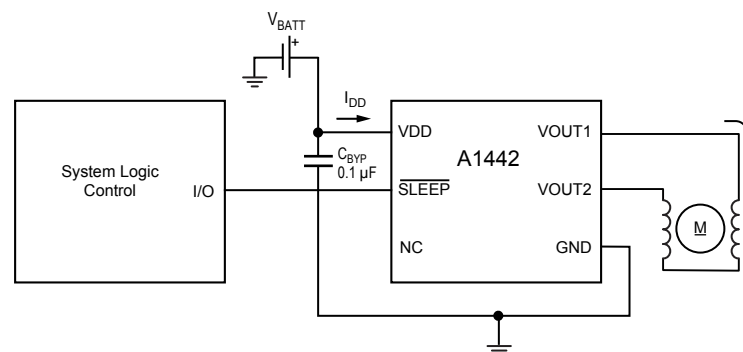 V_BATT
+
I_DD
System Logic
Control
I/O
C_BYP
0.1 µF
VDD
SLEEP
NC
A1442
VOUT1
VOUT2
GND
M